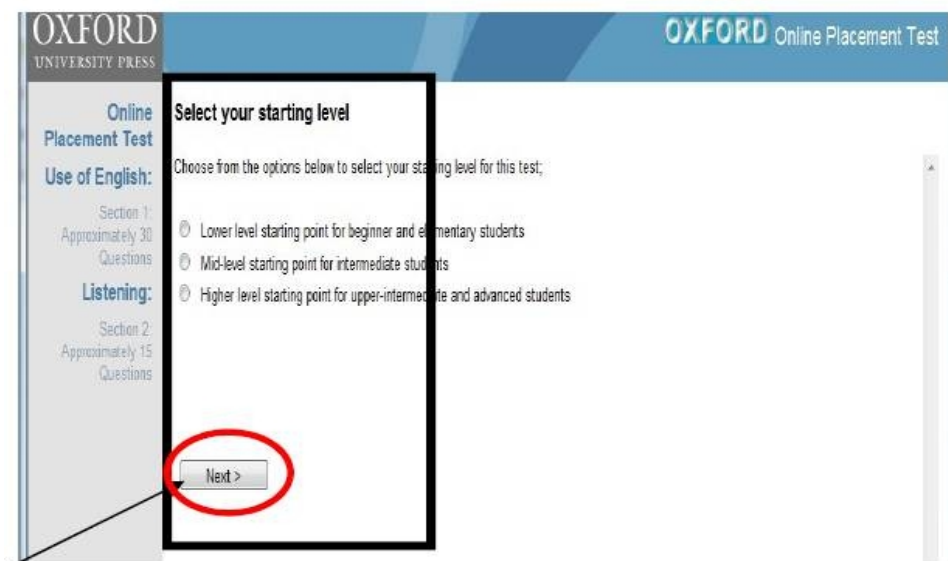 OXFORD
UNIVERSITY PRESS
OXFORD Online Placement Test
Online
Placement Test
Use of English:
Section 1:
Approximately 30
Questions
Listening:
Section 2:
Approximately 15
Questions
Select your starting level
Choose from the options below to select your starting level for this test;
Lower level starting point for beginner and elementary students
Mid-level starting point for intermediate students
Higher level starting point for upper-intermediate and advanced students
Next >